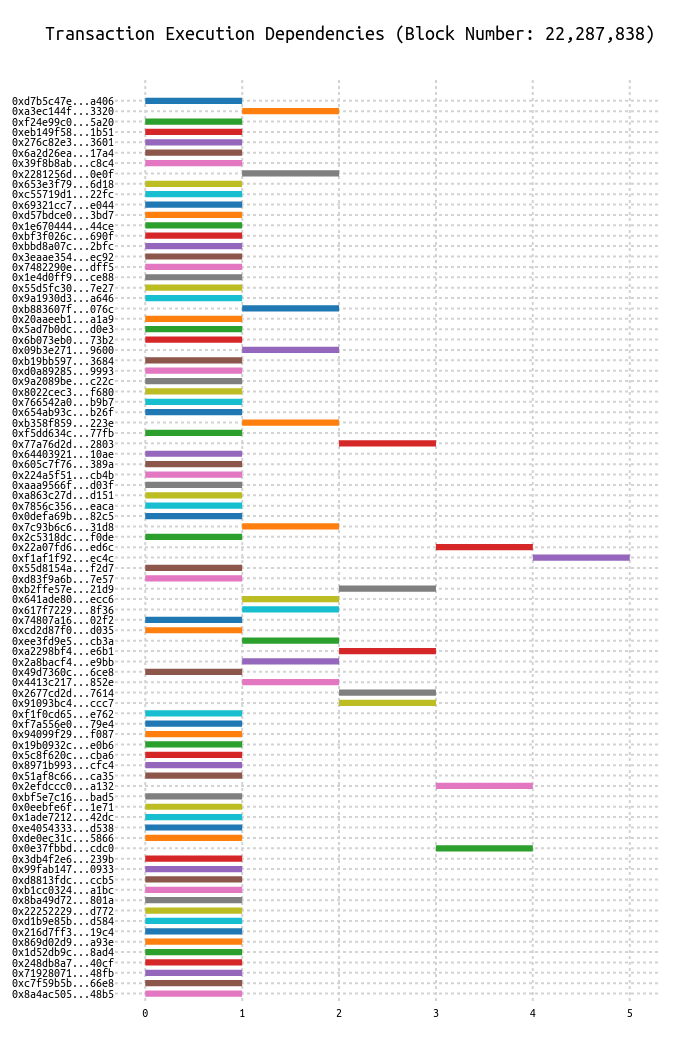 Transaction Execution Dependencies (Block Number: 22,287,838)
0xd7b5c47e...a406
0xa3ec144f...3320
0xf24e99c0...5a20
0xeb149f58...1b51
0x276c82e3...3601
0x6a2d26ea...17a4
0x39f8b8ab...c8c4
0x2281256d...0e0f
0x653e3f79...6d18
0xc55719d1...22fc
0x69321cc7...e044
0xd57bdce0...3bd7
0x1e670444...44ce
0xbf3f026c...690f
0xbbd8a07c...2bfc
0x3eaae354...ec92
0x7482290e...dff5
0x1e4d0ff9...ce88
0x55d5fc30...7e27
0x9a1930d3...a646
0xb883607f...076c
0x20aaeeb1...a1a9
0x5ad7b0dc...d0e3
0x6b073eb0...73b2
0x09b3e271...9600
0xb19bb597...3684
0xd0a89285...9993
0x9a2089be...c22c
0x8022cec3...f680
0x766542a0...b9b7
0x654ab93c...b26f
0xb358f859...223e
0xf5dd634c...77fb
0x77a76d2d...2803
0x64403921...10ae
0x605c7f76...389a
0x224a5f51...cb4b
0xaaa9566f...d03f
0xa863c27d...d151
0x7856c356...eaca
0x0defa69b...82c5
0x7c93b6c6...31d8
0x2c5318dc...f0de
0x22a07fd6...ed6c
0xf1af1f92...ec4c
0x55d8154a...f2d7
0xd83f9a6b...7e57
0xb2ffe57e...21d9
0x641ade80...ecc6
0x617f7229...8f36
0x74807a16...02f2
0xcd2d87f0...d035
0xee3fd9e5...cb3a
0xa2298bf4...e6b1
0x2a8bacf4...e9bb
0x49d7360c...6ce8
0x4413c217...852e
0x2677cd2d...7614
0x91093bc4...ccc7
0xf1f0cd65...e762
0xf7a556e0...79e4
0x94099f29...f087
0x19b0932c...e0b6
0x5c8f620c...cba6
0x8971b993...cfc4
0x51af8c66...ca35
0x2efdccc0...a132
0xbf5e7c16...bad5
0x0eebfe6f...1e71
0x1ade7212...42dc
0xe4054333...d538
0xde0ec31c...5866
0x0e37fbbd...cdc0
0x3db4f2e6...239b
0x99fab147...0933
0xd8813fdc...ccb5
0xb1cc0324...a1bc
0x8ba49d72...801a
0x22252229...d772
0xd1b9e85b...d584
0x216d7ff3...19c4
0x869d02d9...a93e
0x1d52db9c...8ad4
0x248db8a7...40cf
0x71928071...48fb
0xc7f59b5b...66e8
0x8a4ac505...48b5
0 1 2 3 4 5